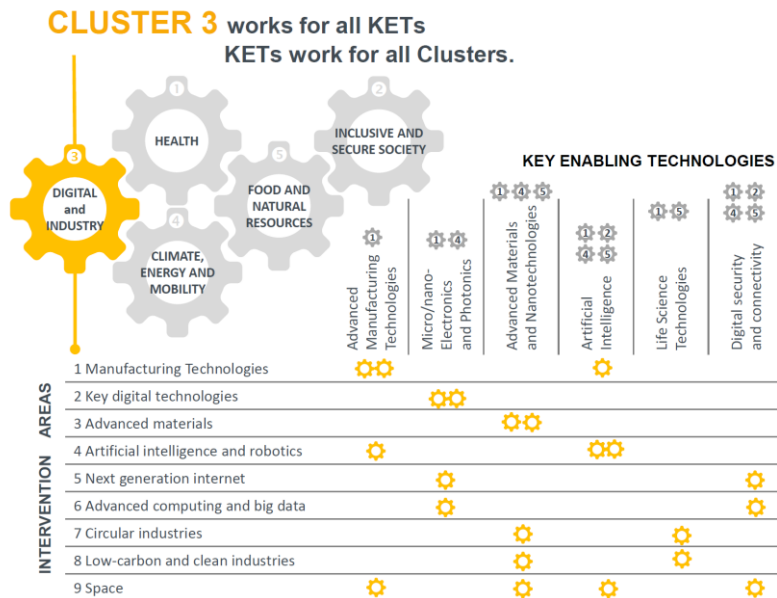 CLUSTER 3 works for all KETs
KETs work for all Clusters.
1
HEALTH
2
INCLUSIVE AND
SECURE SOCIETY
3
DIGITAL
and
INDUSTRY
5
FOOD AND
NATURAL
RESOURCES
4
CLIMATE,
ENERGY AND
MOBILITY
KEY ENABLING TECHNOLOGIES
1
Advanced
Manufacturing
Technologies
1 4
Micro/nano-
Electronics
and Photonics
1 4 5
Advanced Materials
and Nanotechnologies
1 2
4 5
Artificial
Intelligence
1 5
Life Science
Technologies
1 2
4 5
Digital security
and connectivity
INTERVENTION AREAS
1 Manufacturing Technologies
2 Key digital technologies
3 Advanced materials
4 Artificial intelligence and robotics
5 Next generation internet
6 Advanced computing and big data
7 Circular industries
8 Low-carbon and clean industries
9 Space